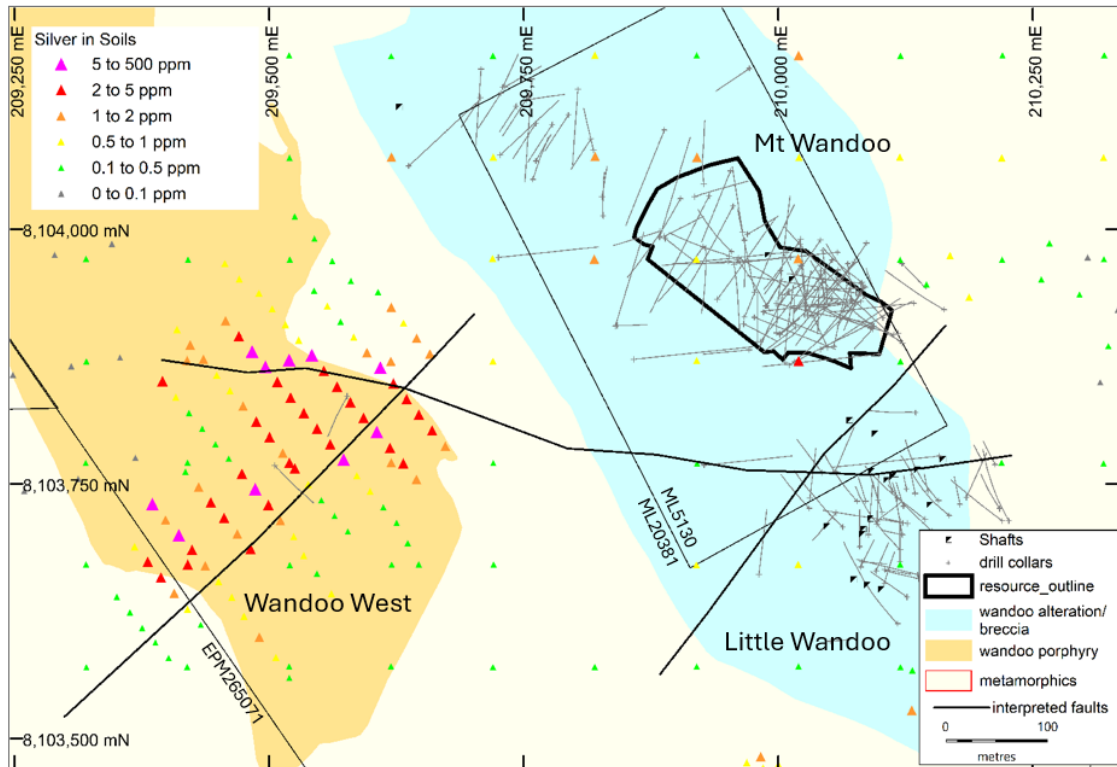 209,250 mE
209,500 mE
209,750 mE
210,000 mE
210,250 mE
Silver in Soils
5 to 500 ppm
2 to 5 ppm
1 to 2 ppm
0.5 to 1 ppm
0.1 to 0.5 ppm
0 to 0.1 ppm
Mt Wandoo
8,104,000 mN
8,103,750 mN
ML5130
ML20381
Wandoo West
Little Wandoo
EPM265071
8,103,500 mN
Shafts
drill collars
resource_outline
wandoo alteration/
breccia
wandoo porphyry
metamorphics
interpreted faults
0 100
metres